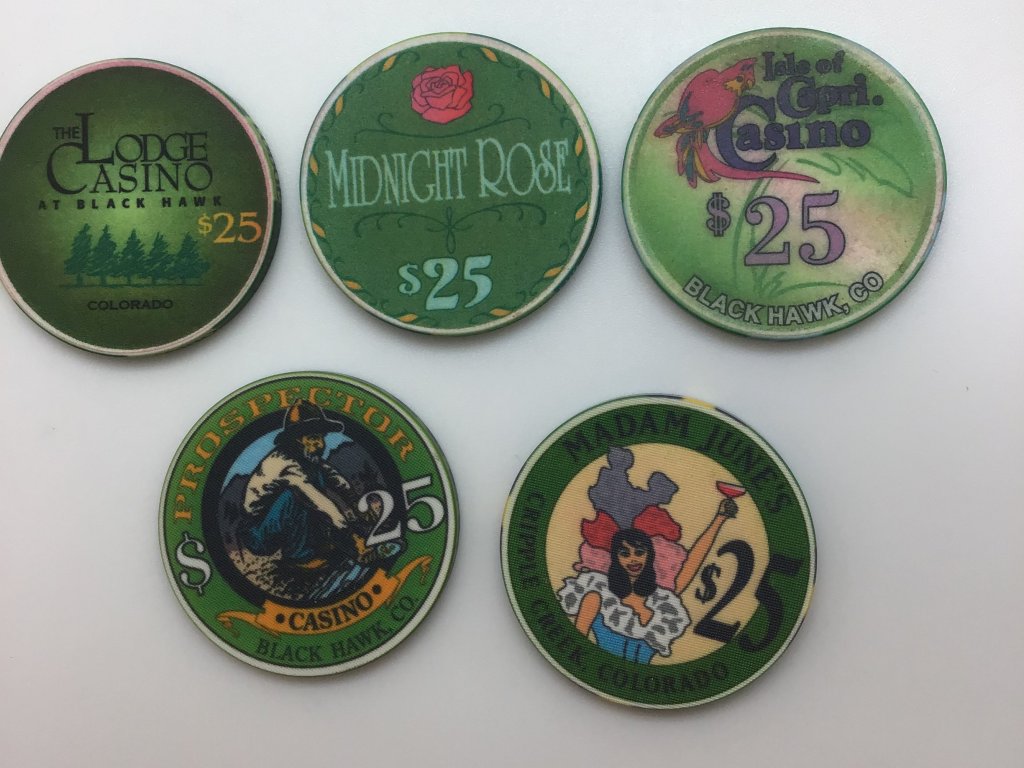 THE
LODGE
CASINO
AT BLACK HAWK
$25
COLORADO
MIDNIGHT ROSE
$25
Isle of
Capri.
Casino
$25
BLACK HAWK, CO
PROSPECTOR
$25
CASINO
BLACK HAWK, CO.
MADAM JUNE'S
$25
CRIPPLE CREEK, COLORADO